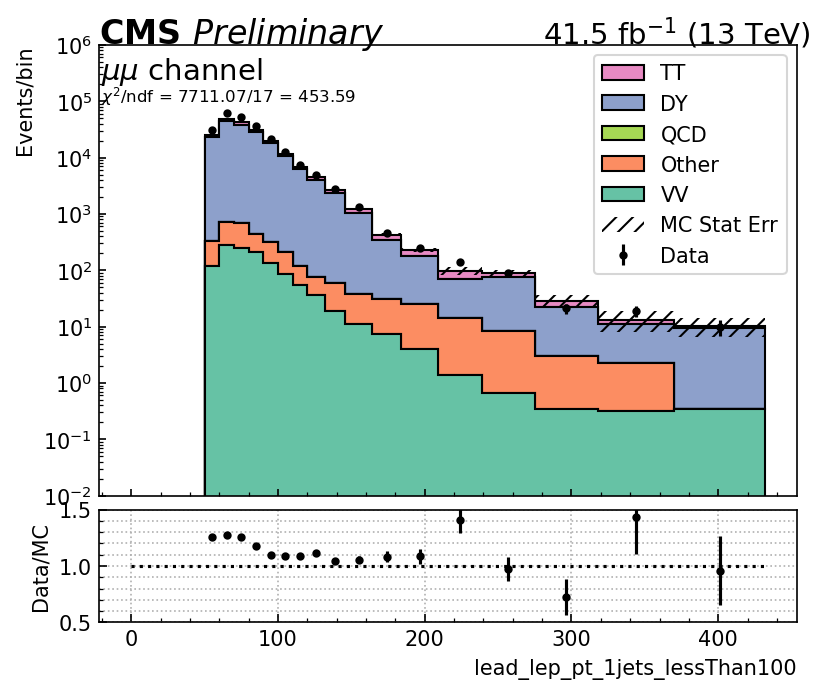 CMS Preliminary 41.5 fb⁻¹ (13 TeV)
μμ channel
χ²/ndf = 7711.07/17 = 453.59
Events/bin
10⁶
10⁵
10⁴
10³
10²
10¹
10⁰
10⁻¹
10⁻²
TT
DY
QCD
Other
VV
MC Stat Err
Data
Data/MC
1.5
1.0
0.5
0 100 200 300 400
lead_lep_pt_1jets_lessThan100